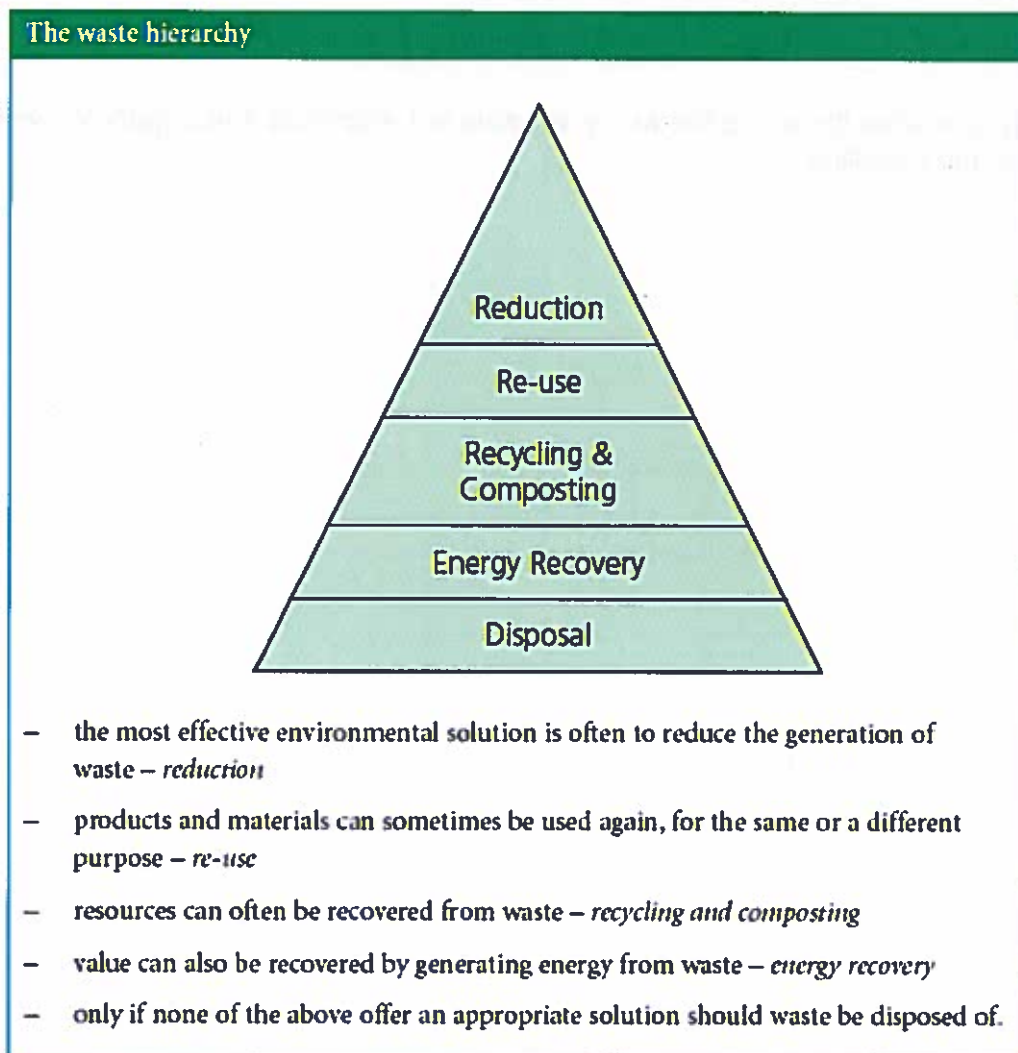 The waste hierarchy
Reduction
Re-use
Recycling &
Composting
Energy Recovery
Disposal
– the most effective environmental solution is often to reduce the generation of
waste – reduction
– products and materials can sometimes be used again, for the same or a different
purpose – re-use
– resources can often be recovered from waste – recycling and composting
– value can also be recovered by generating energy from waste – energy recovery
– only if none of the above offer an appropriate solution should waste be disposed of.